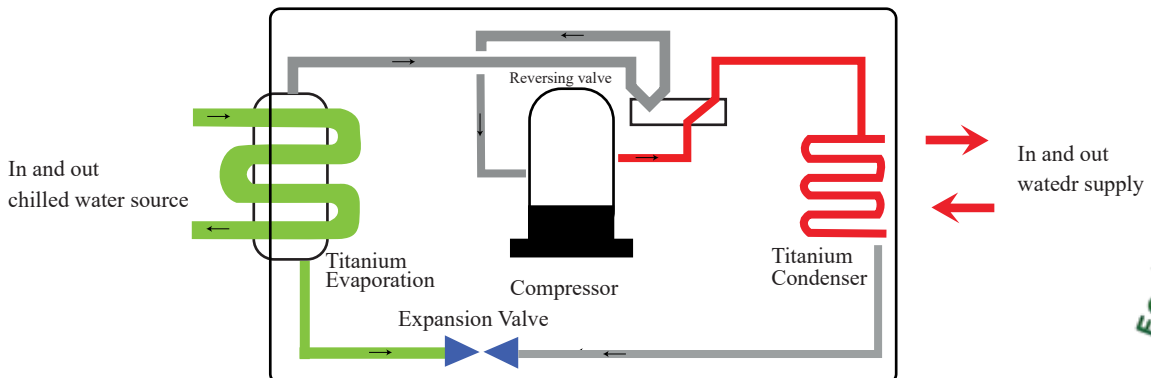 Reversing valve
In and out
chilled water source
In and out
watedr supply
Titanium
Evaporation
Titanium
Condenser
Compressor
Expansion Valve